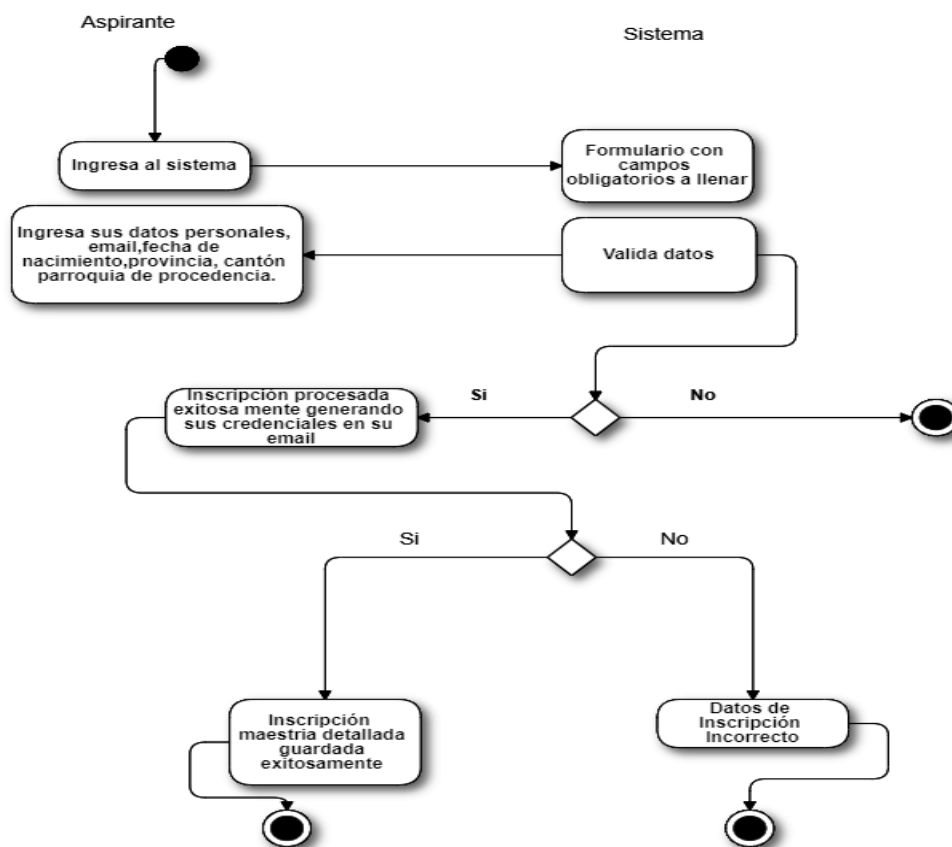 Aspirante
Sistema
Ingresa al sistema
Formulario con
campos
obligatorios a llenar
Ingresa sus datos personales,
email,fecha de
nacimiento,provincia, cantón
parroquia de procedencia.
Valida datos
Inscripción procesada
exitosa mente generando
sus credenciales en su
email
Si
No
Si
No
Inscripción
maestria detallada
guardada
exitosamente
Datos de
Inscripción
Incorrecto